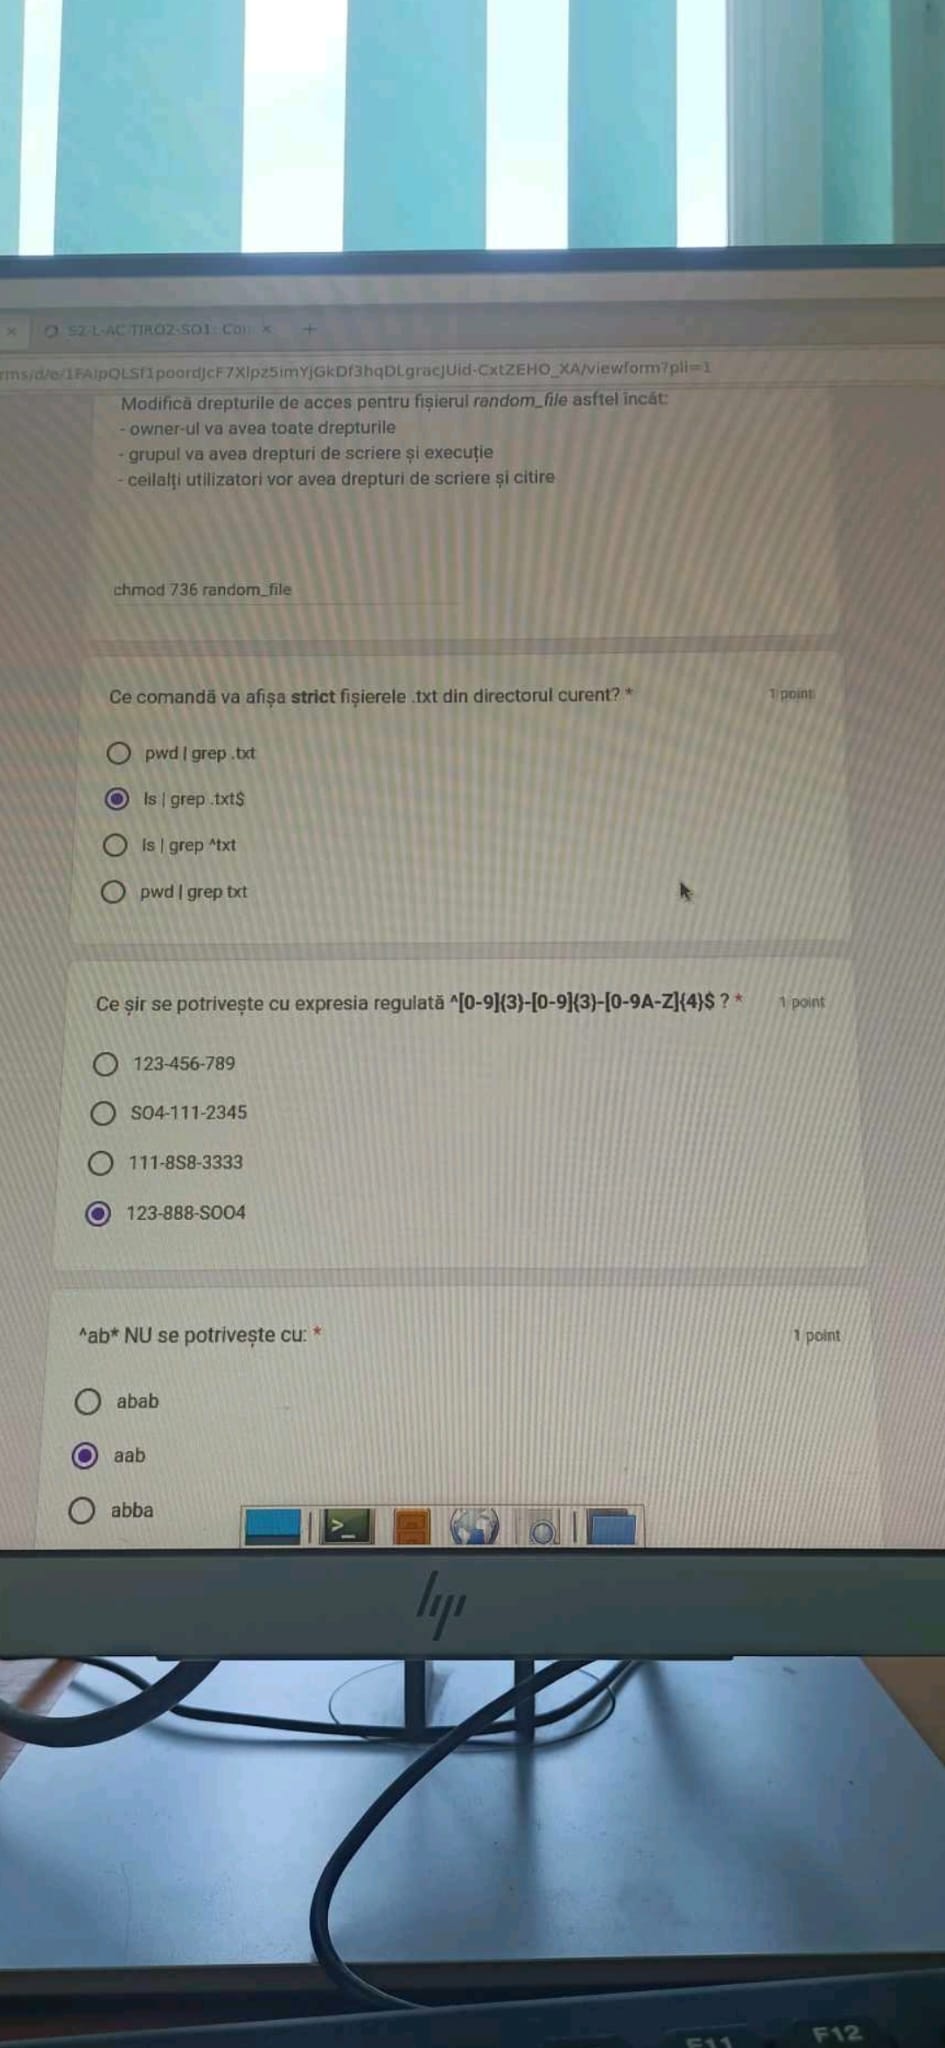 S2-L-AC-TIRO2-SO1: Con
rms/d/e/1FAIpQLSf1poordJcF7Xlpz5imYjGkDf3hqDLgracJUid-CxtZEHO_XA/viewform?pli=1
Modifică drepturile de acces pentru fișierul random_file asftel încât:
- owner-ul va avea toate drepturile
- grupul va avea drepturi de scriere și execuție
- ceilalți utilizatori vor avea drepturi de scriere și citire
chmod 736 random_file
Ce comandă va afișa strict fișierele .txt din directorul curent? *
1 point
pwd | grep .txt
ls | grep .txt$
ls | grep ^txt
pwd | grep txt
Ce șir se potrivește cu expresia regulată ^[0-9]{3}-[0-9]{3}-[0-9A-Z]{4}$ ? *
1 point
123-456-789
SO4-111-2345
111-8S8-3333
123-888-SOO4
^ab* NU se potrivește cu: *
1 point
abab
aab
abba
hp
F11
F12